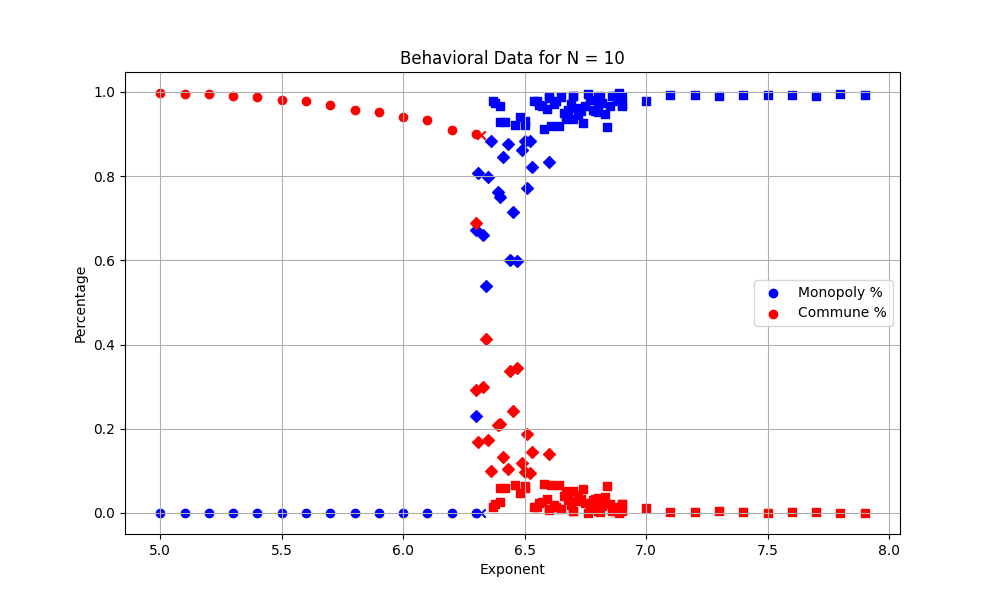 Behavioral Data for N = 10
Percentage
1.0
0.8
0.6
0.4
0.2
0.0
Monopoly %
Commune %
5.0 5.5 6.0 6.5 7.0 7.5 8.0
Exponent